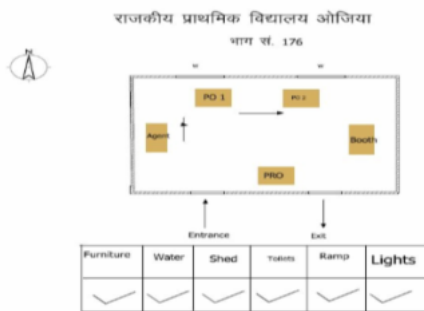 राजकीय प्राथमिक विद्यालय ओजिया
भाग सं. 176
N
W W
PO 1 PO 2
Agent Booth
PRO
Entrance Exit
Furniture Water Shed Toilets Ramp Lights